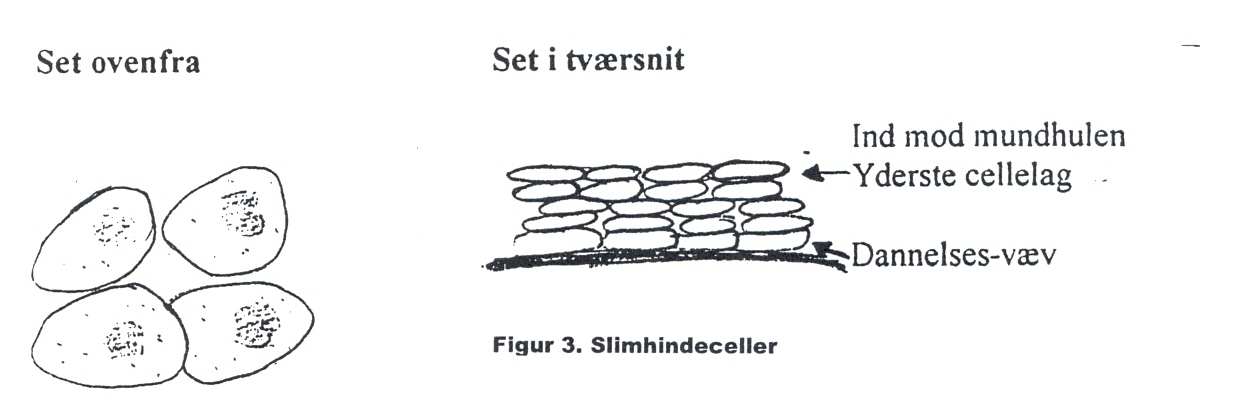 Set ovenfra
Set i tværsnit
Ind mod mundhulen
Yderste cellelag
Dannelses-væv
Figur 3. Slimhindeceller